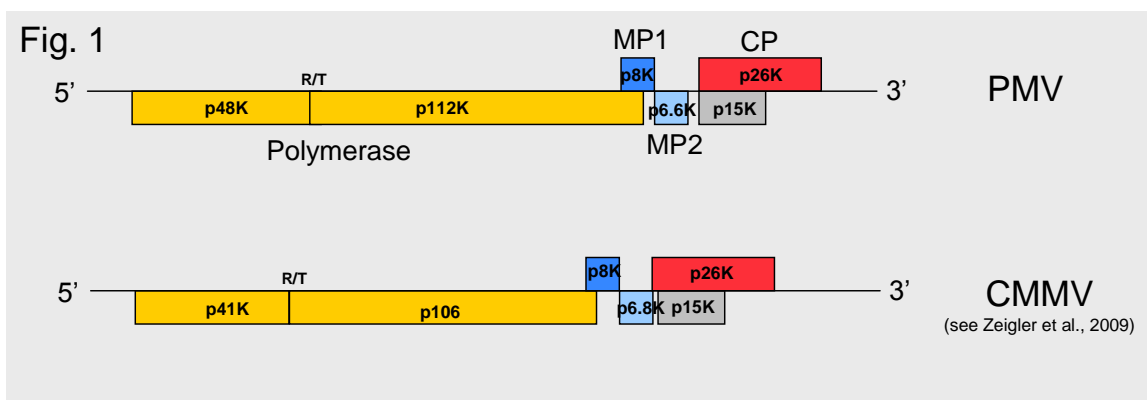 Fig. 1
MP1 CP
R/T p8K p26K
5’ 3’ PMV
p48K p112K p6.6K p15K
Polymerase MP2
R/T p8K p26K
5’ 3’ CMMV
p41K p106 p6.8K p15K
(see Zeigler et al., 2009)